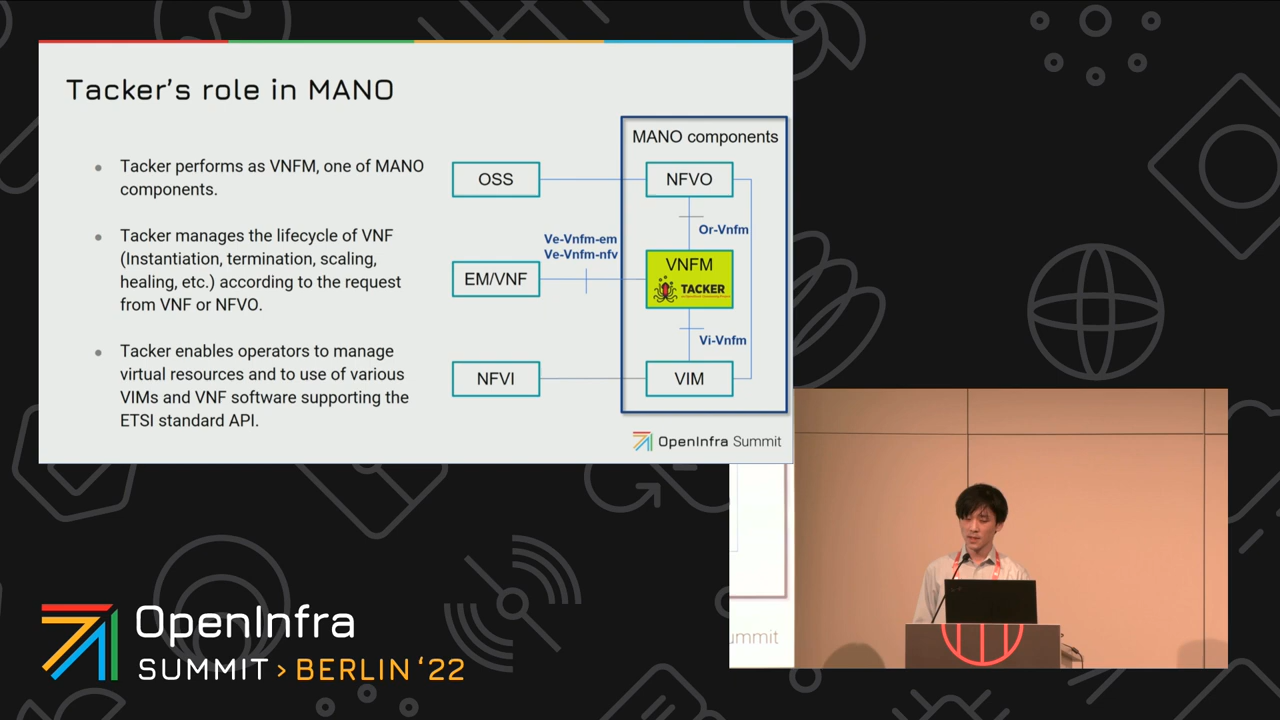 Tacker's role in MANO
Tacker performs as VNFM, one of MANO
components.
Tacker manages the lifecycle of VNF
(Instantiation, termination, scaling,
healing, etc.) according to the request
from VNF or NFVO.
Tacker enables operators to manage
virtual resources and to use of various
VIMs and VNF software supporting the
ETSI standard API.
MANO components
OSS
NFVO
Or-Vnfm
Ve-Vnfm-em
Ve-Vnfm-nfv
EM/VNF
VNFM
TACKER
NFVI
Vi-Vnfm
VIM
OpenInfra Summit
ummit
OpenInfra
SUMMIT > BERLIN '22